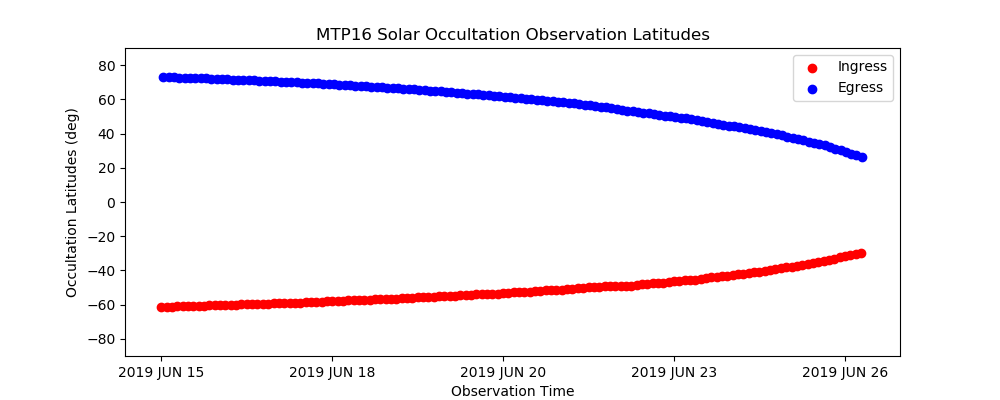 MTP16 Solar Occultation Observation Latitudes
Ingress
Egress
Occultation Latitudes (deg)
80
60
40
20
0
−20
−40
−60
−80
2019 JUN 15 2019 JUN 18 2019 JUN 20 2019 JUN 23 2019 JUN 26
Observation Time